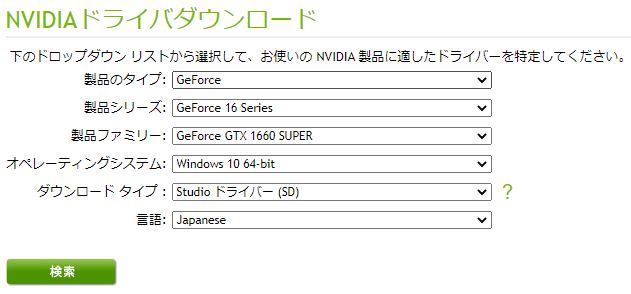 NVIDIAドライバダウンロード
下のドロップダウン リストから選択して、お使いの NVIDIA 製品に適したドライバーを特定してください。
製品のタイプ: GeForce
製品シリーズ: GeForce 16 Series
製品ファミリー: GeForce GTX 1660 SUPER
オペレーティングシステム: Windows 10 64-bit
ダウンロード タイプ : Studio ドライバー (SD) ?
言語: Japanese
検索